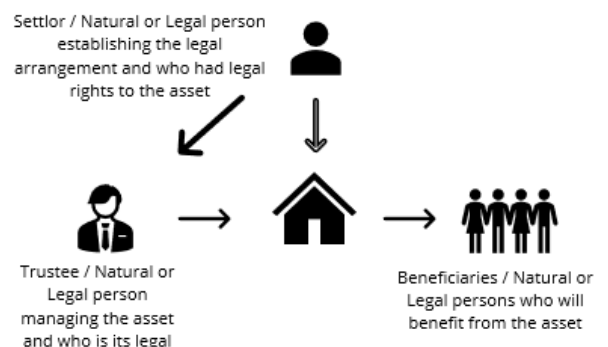 Settlor / Natural or Legal person
establishing the legal
arrangement and who had legal
rights to the asset
Trustee / Natural or
Legal person
managing the asset
and who is its legal
Beneficiaries / Natural or
Legal persons who will
benefit from the asset